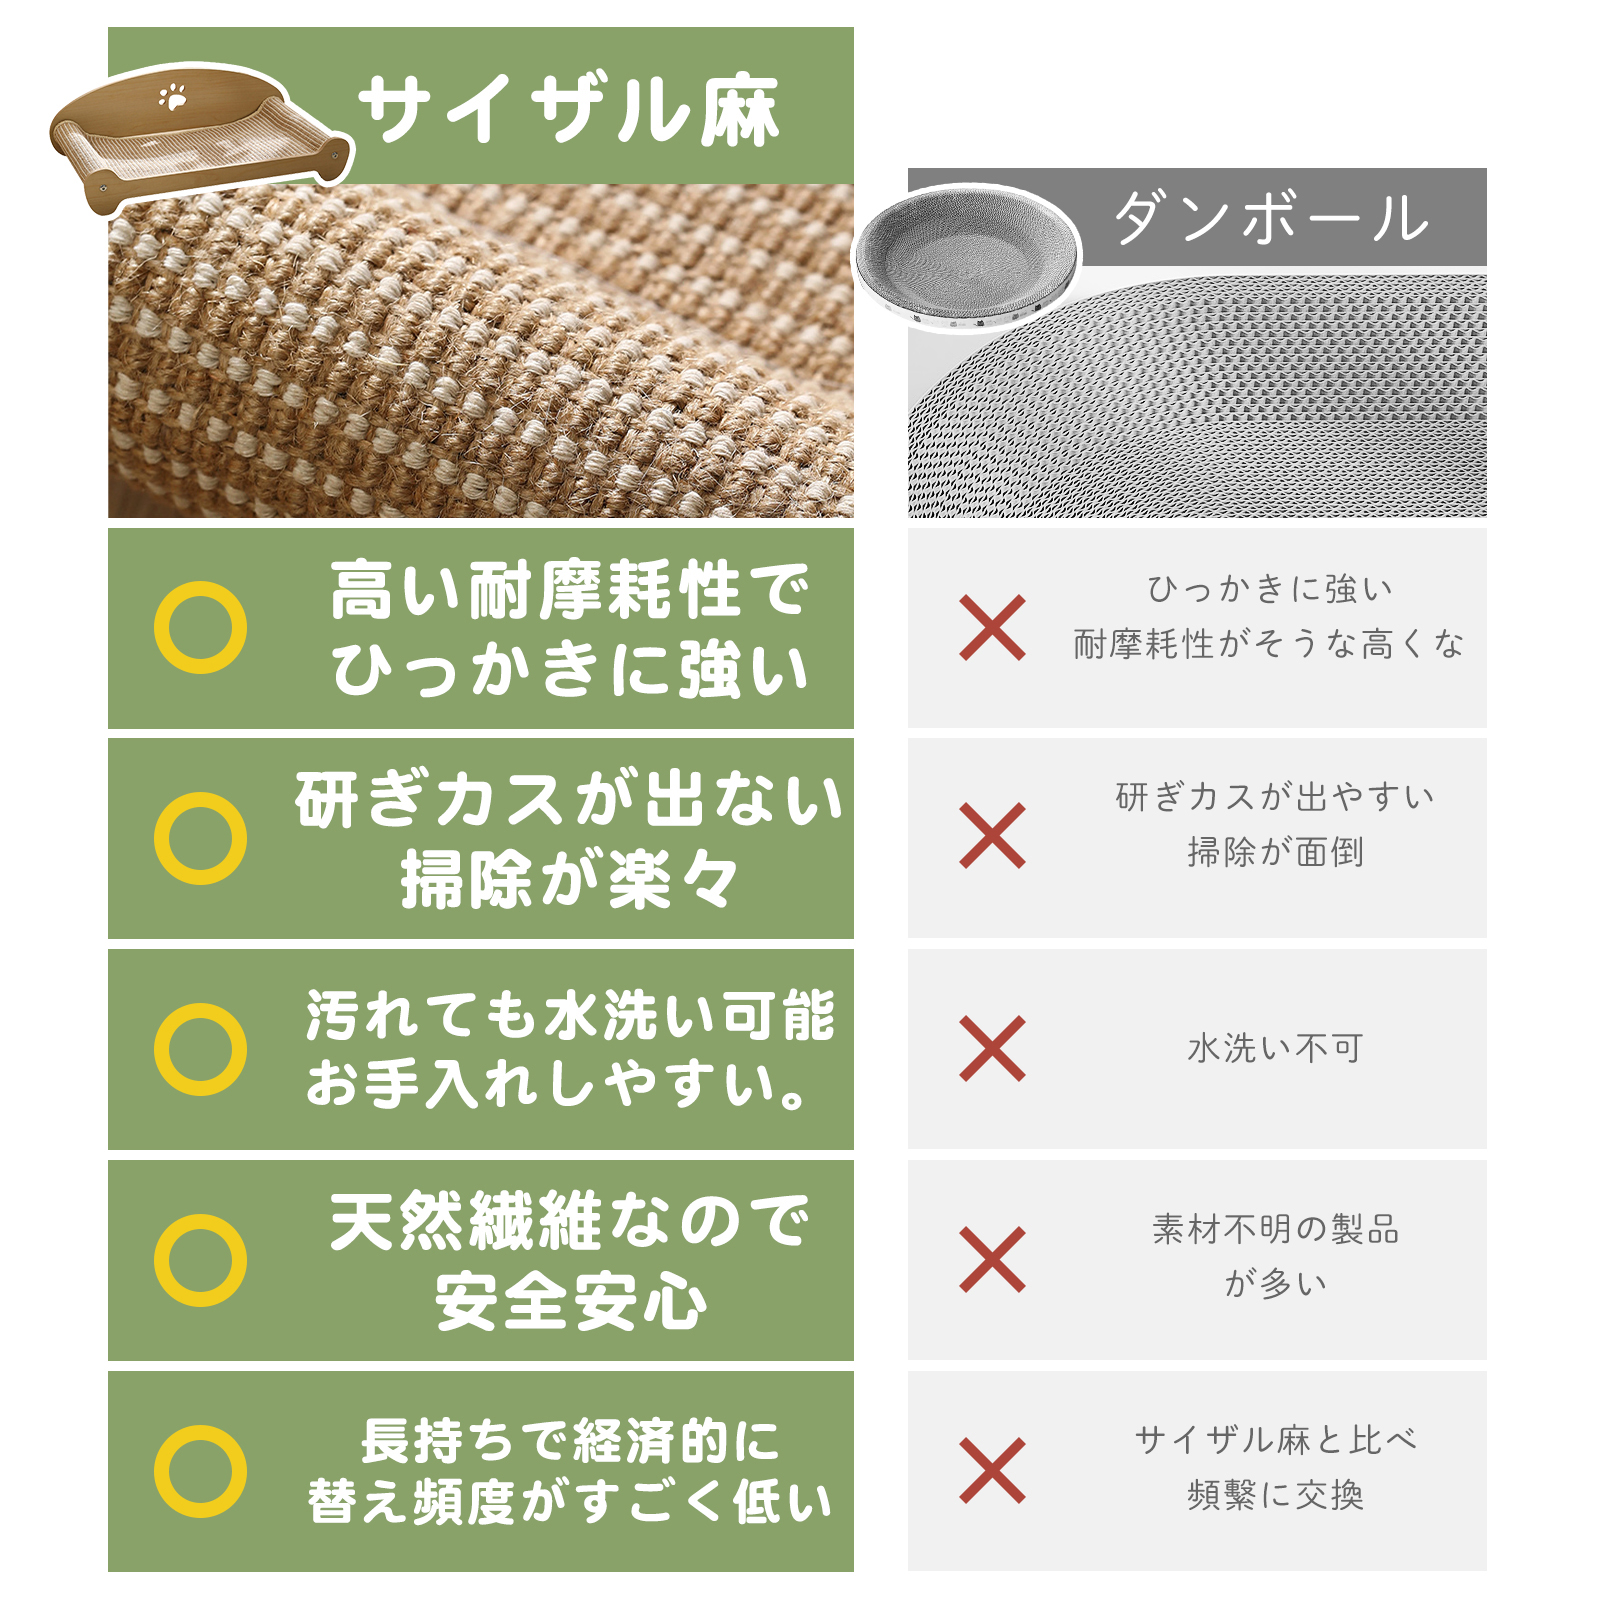 サイザル麻
ダンボール
高い耐摩耗性で
ひっかきに強い
ひっかきに強い
耐摩耗性がそうな高くな
研ぎカスが出ない
掃除が楽々
研ぎカスが出やすい
掃除が面倒
汚れても水洗い可能
お手入れしやすい。
水洗い不可
天然繊維なので
安全安心
素材不明の製品
が多い
長持ちで経済的に
替え頻度がすごく低い
サイザル麻と比べ
頻繫に交換